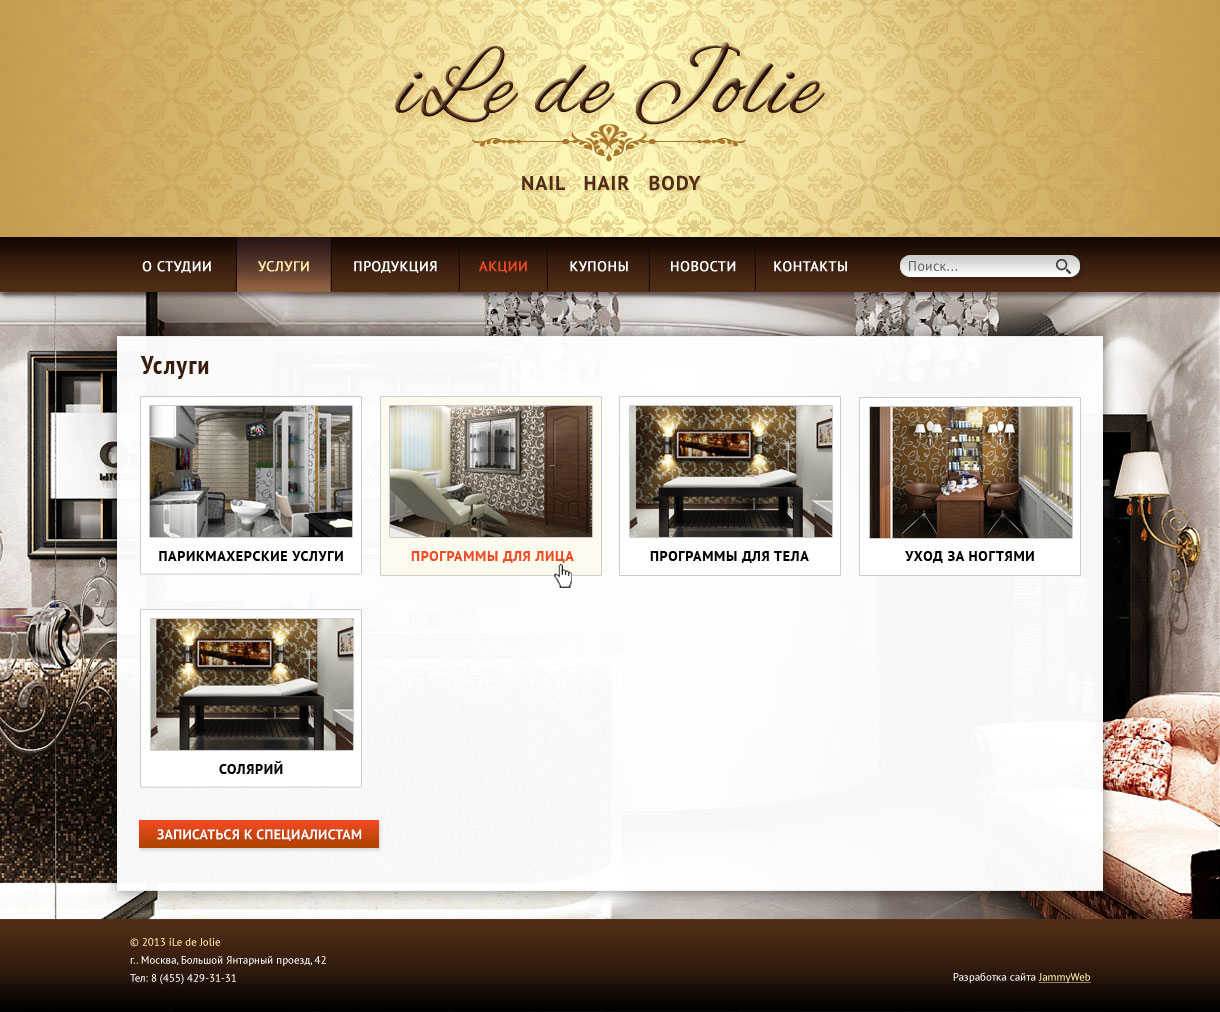 iLe de Jolie
NAIL HAIR BODY
О СТУДИИ УСЛУГИ ПРОДУКЦИЯ АКЦИИ КУПОНЫ НОВОСТИ КОНТАКТЫ Поиск...
Услуги
ПАРИКМАХЕРСКИЕ УСЛУГИ ПРОГРАММЫ ДЛЯ ЛИЦА ПРОГРАММЫ ДЛЯ ТЕЛА УХОД ЗА НОГТЯМИ
СОЛЯРИЙ
ЗАПИСАТЬСЯ К СПЕЦИАЛИСТАМ
© 2013 iLe de Jolie
г.. Москва, Большой Янтарный проезд, 42
Тел: 8 (455) 429-31-31
Разработка сайта JammyWeb